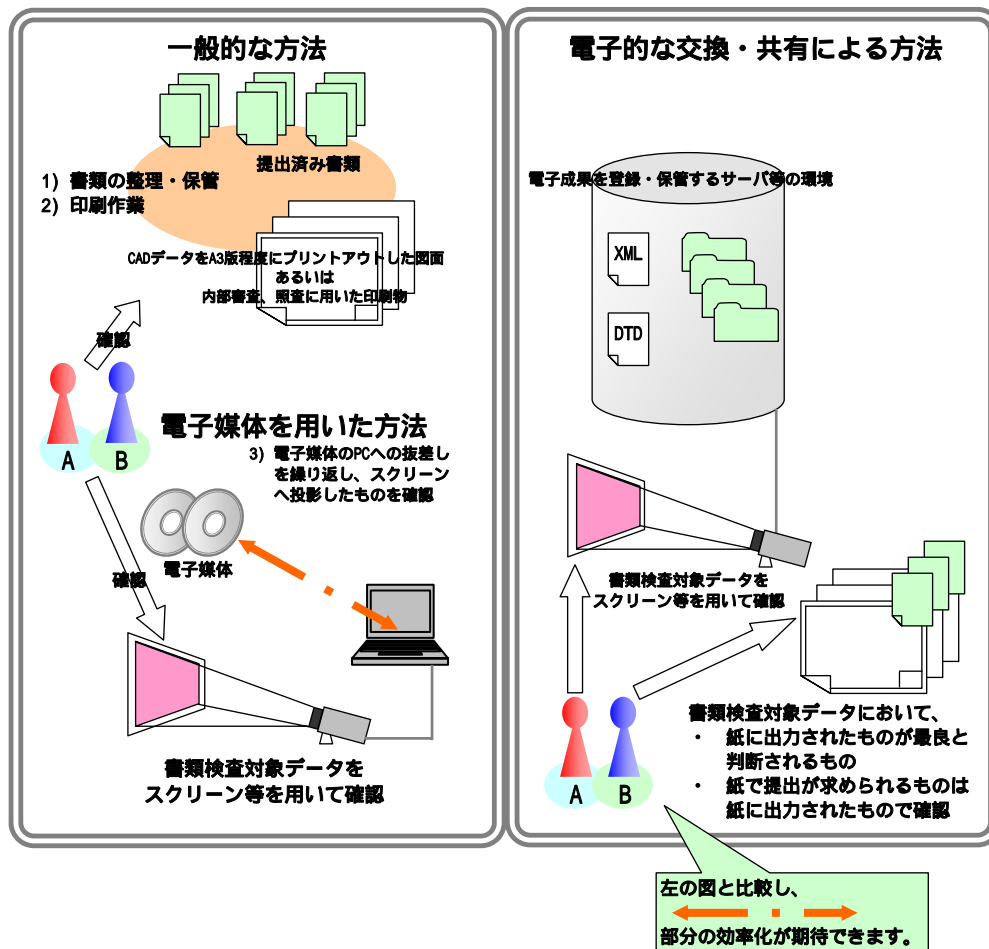 一般的な方法
提出済み書類
1) 書類の整理・保管
2) 印刷作業
CADデータをA3版程度にプリントアウトした図面
あるいは
内部審査、照査に用いた印刷物
確認
A B
電子媒体を用いた方法
3) 電子媒体のPCへの抜差し
を繰り返し、スクリーン
へ投影したものを確認
電子媒体
確認
書類検査対象データを
スクリーン等を用いて確認
電子的な交換・共有による方法
電子成果を登録・保管するサーバ等の環境
XML
DTD
書類検査対象データを
スクリーン等を用いて確認
書類検査対象データにおいて、
・ 紙に出力されたものが最良と
判断されるもの
・ 紙で提出が求められるものは
紙に出力されたもので確認
A B
左の図と比較し、
部分の効率化が期待できます。